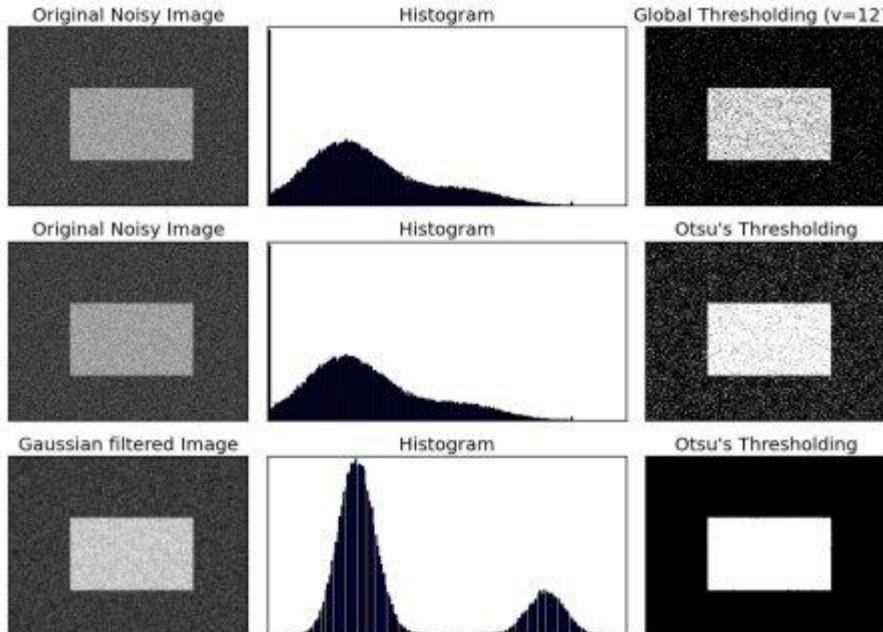 Original Noisy Image
Histogram
Global Thresholding (v=12
Original Noisy Image
Histogram
Otsu's Thresholding
Gaussian filtered Image
Histogram
Otsu's Thresholding